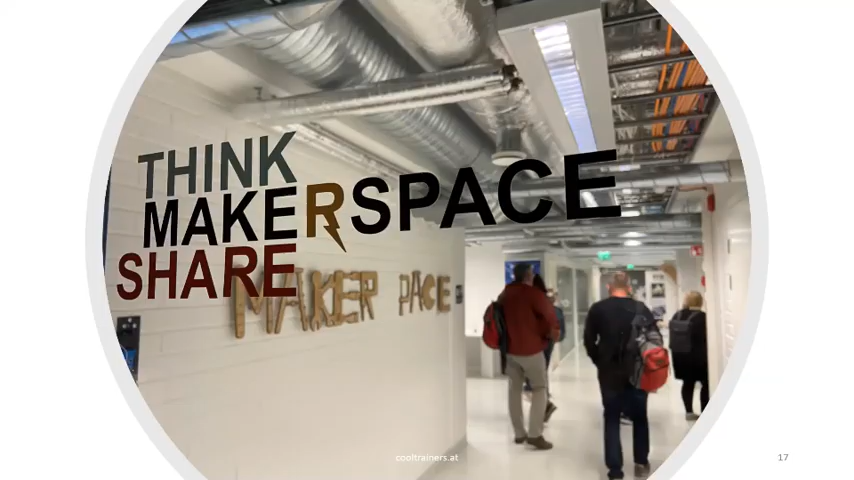 THINK
MAKERSPACE
SHARE
MAKER PACE
cooltrainers.at
17